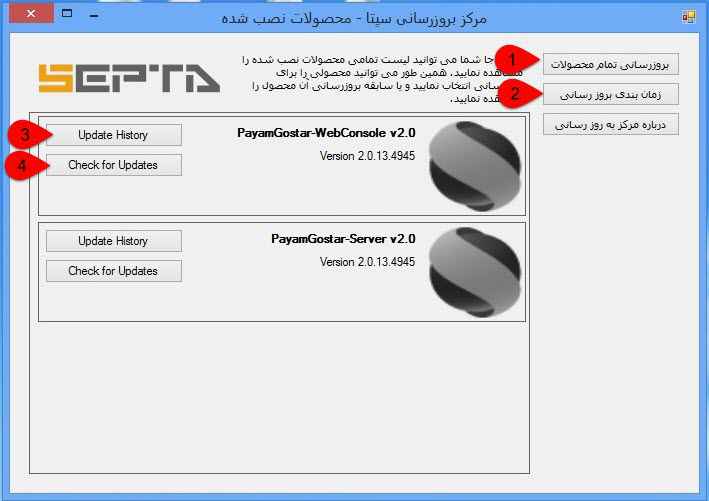 مرکز بروزرسانی سپتا - محصولات نصب شده
SEPTA
جا شما می توانید لیست تمامی محصولات نصب شده را
نمایید. همین طور می توانید محصولی را برای
انتخاب نمایید و یا سابقه بروزرسانی آن محصول را
نمایید.
1
بروزرسانی تمام محصولات
2
زمان بندی بروز رسانی
درباره مرکز به روز رسانی
3
Update History
4
Check for Updates
PayamGostar-WebConsole v2.0
Version 2.0.13.4945
Update History
Check for Updates
PayamGostar-Server v2.0
Version 2.0.13.4945